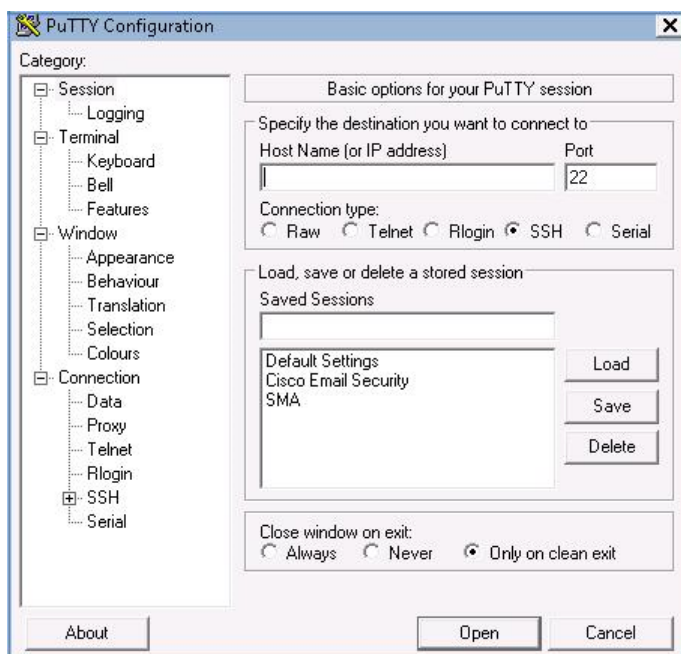 PuTTY Configuration
Category:
Session
Logging
Terminal
Keyboard
Bell
Features
Window
Appearance
Behaviour
Translation
Selection
Colours
Connection
Data
Proxy
Telnet
Rlogin
SSH
Serial
Basic options for your PuTTY session
Specify the destination you want to connect to
Host Name (or IP address) Port
22
Connection type:
Raw Telnet Rlogin SSH Serial
Load, save or delete a stored session
Saved Sessions
Default Settings
Cisco Email Security
SMA
Load
Save
Delete
Close window on exit:
Always Never Only on clean exit
About Open Cancel